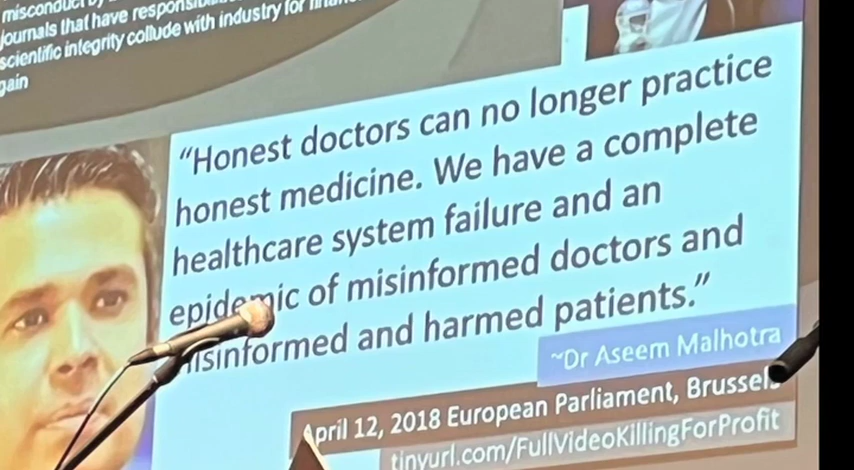 misconduct by
journals that have
scientific integrity collude with industry for
gain
“Honest doctors can no longer practice
honest medicine. We have a complete
healthcare system failure and an
epidemic of misinformed doctors and
misinformed and harmed patients.”
~Dr Aseem Malhotra
April 12, 2018 European Parliament, Brussels
tinyurl.com/FullVideoKillingForProfit